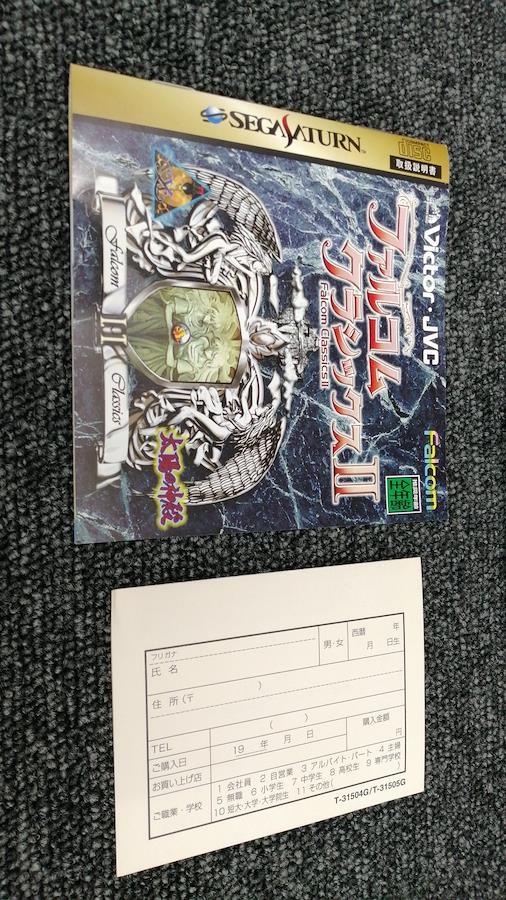 SEGA SATURN™
取扱説明書
Victor・JVC
ファルコム
クラシックスII
Falcom Classics II
Falcom
Falcom
II
Classics
太陽の神殿
フリガナ
氏 名
男・女
西暦 年
月 日生
住 所 (〒 )
TEL ( )
購入金額
円
ご購入日
19 年 月 日
お買い上げ店
ご職業・学校
1 会社員 2 自営業 3 アルバイト・パート 4 主婦
5 無職 6 小学生 7 中学生 8 高校生 9 専門学校
10 短大・大学・大学院生 11 その他( )
T-31504G/T-31505G